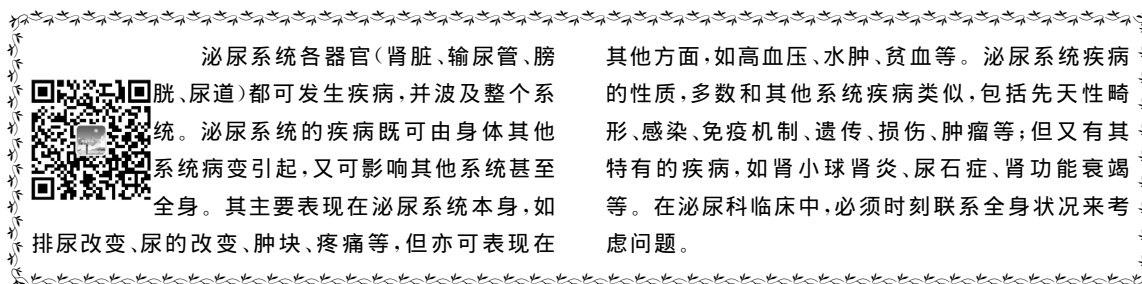 泌尿系统各器官(肾脏、输尿管、膀
胱、尿道)都可发生疾病,并波及整个系
统。泌尿系统的疾病既可由身体其他
系统病变引起,又可影响其他系统甚至
全身。其主要表现在泌尿系统本身,如
排尿改变、尿的改变、肿块、疼痛等,但亦可表现在
其他方面,如高血压、水肿、贫血等。泌尿系统疾病
的性质,多数和其他系统疾病类似,包括先天性畸
形、感染、免疫机制、遗传、损伤、肿瘤等;但又有其
特有的疾病,如肾小球肾炎、尿石症、肾功能衰竭
等。在泌尿科临床中,必须时刻联系全身状况来考
虑问题。